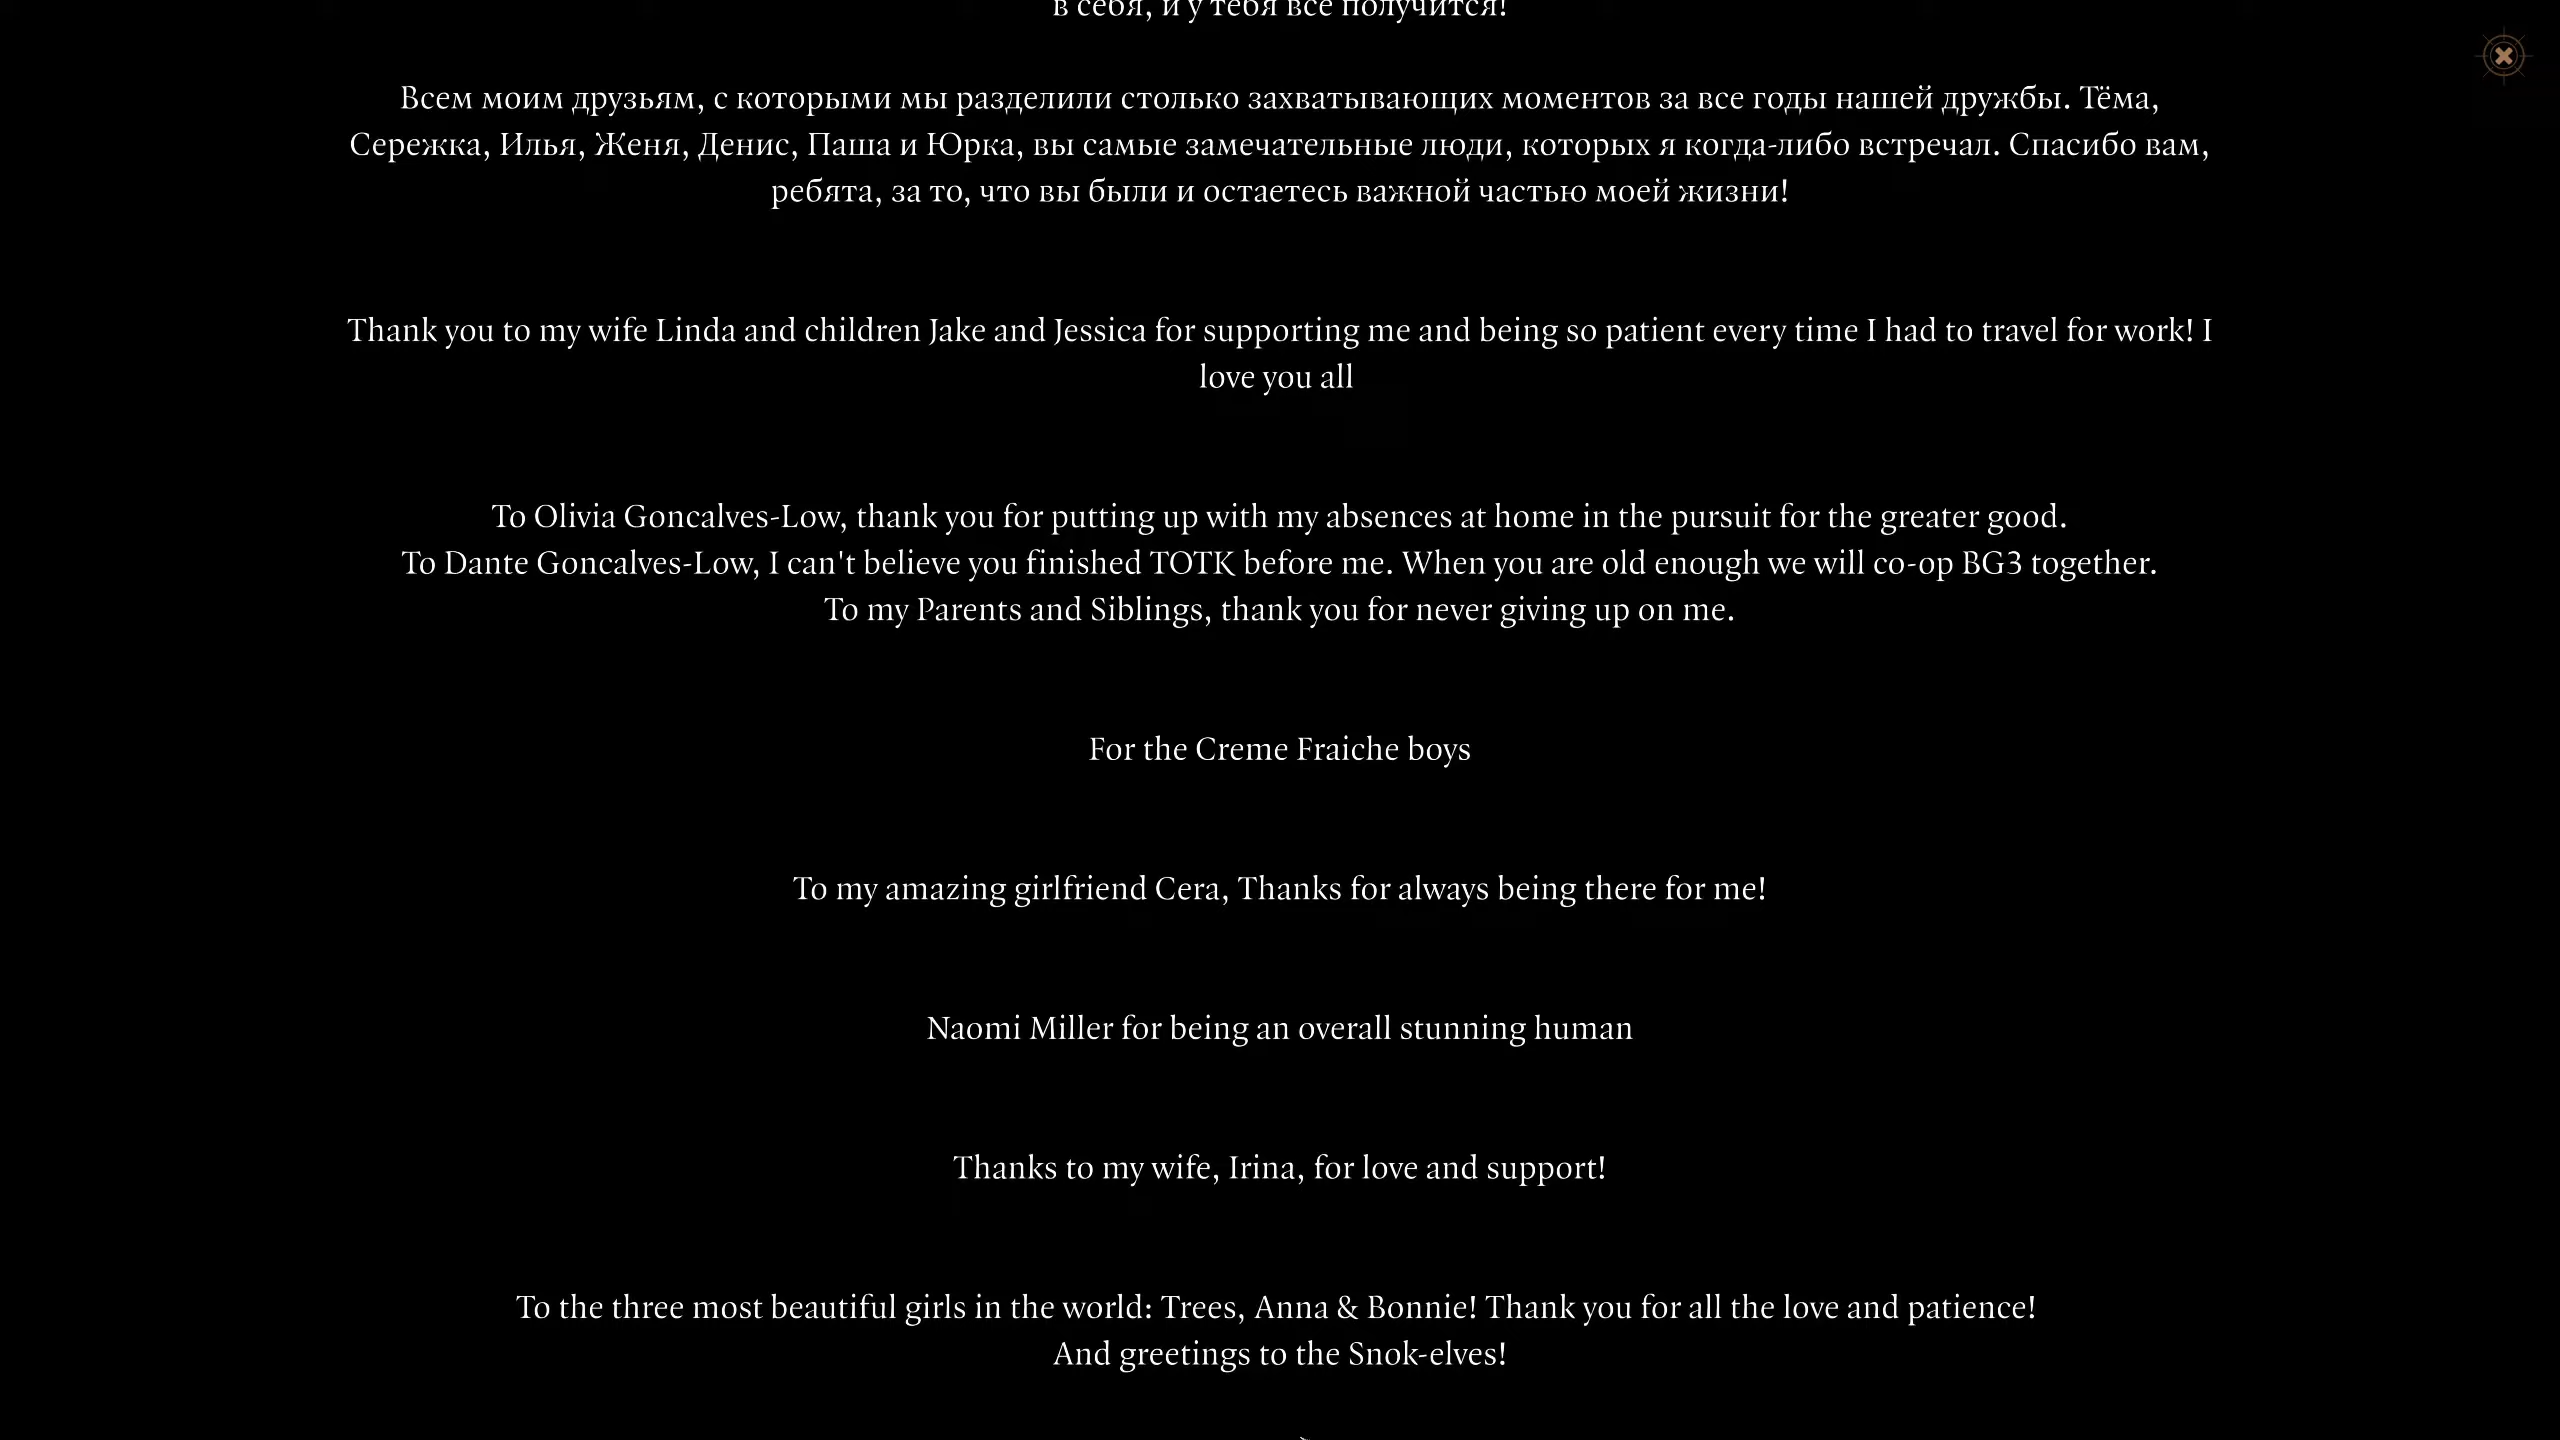 в себя, и у тебя все получится!
Всем моим друзьям, с которыми мы разделили столько захватывающих моментов за все годы нашей дружбы. Тёма,
Сережка, Илья, Женя, Денис, Паша и Юрка, вы самые замечательные люди, которых я когда-либо встречал. Спасибо вам,
ребята, за то, что вы были и остаетесь важной частью моей жизни!
Thank you to my wife Linda and children Jake and Jessica for supporting me and being so patient every time I had to travel for work! I
love you all
To Olivia Goncalves-Low, thank you for putting up with my absences at home in the pursuit for the greater good.
To Dante Goncalves-Low, I can't believe you finished TOTK before me. When you are old enough we will co-op BG3 together.
To my Parents and Siblings, thank you for never giving up on me.
For the Creme Fraiche boys
To my amazing girlfriend Cera, Thanks for always being there for me!
Naomi Miller for being an overall stunning human
Thanks to my wife, Irina, for love and support!
To the three most beautiful girls in the world: Trees, Anna & Bonnie! Thank you for all the love and patience!
And greetings to the Snok-elves!